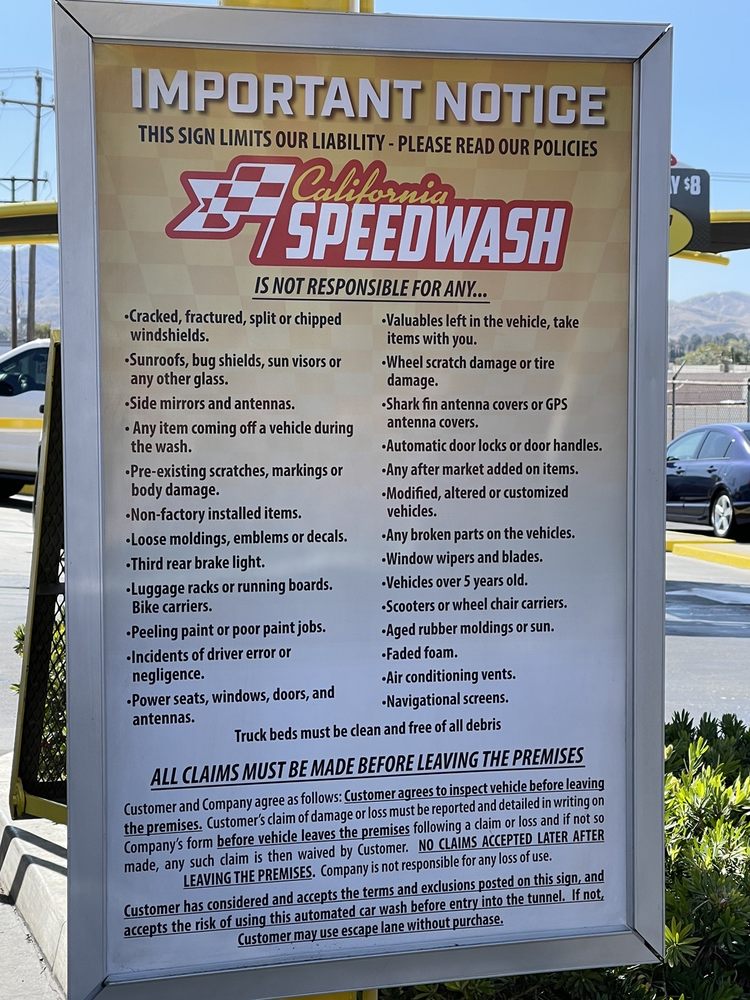 IMPORTANT NOTICE
THIS SIGN LIMITS OUR LIABILITY - PLEASE READ OUR POLICIES
California
SPEEDWASH
IS NOT RESPONSIBLE FOR ANY...
•Cracked, fractured, split or chipped
windshields.
•Sunroofs, bug shields, sun visors or
any other glass.
•Side mirrors and antennas.
• Any item coming off a vehicle during
the wash.
•Pre-existing scratches, markings or
body damage.
•Non-factory installed items.
•Loose moldings, emblems or decals.
•Third rear brake light.
•Luggage racks or running boards.
Bike carriers.
•Peeling paint or poor paint jobs.
•Incidents of driver error or
negligence.
•Power seats, windows, doors, and
antennas.
•Valuables left in the vehicle, take
items with you.
•Wheel scratch damage or tire
damage.
•Shark fin antenna covers or GPS
antenna covers.
•Automatic door locks or door handles.
•Any after market added on items.
•Modified, altered or customized
vehicles.
•Any broken parts on the vehicles.
•Window wipers and blades.
•Vehicles over 5 years old.
•Scooters or wheel chair carriers.
•Aged rubber moldings or sun.
•Faded foam.
•Air conditioning vents.
•Navigational screens.
Truck beds must be clean and free of all debris
ALL CLAIMS MUST BE MADE BEFORE LEAVING THE PREMISES
Customer and Company agree as follows: Customer agrees to inspect vehicle before leaving
the premises. Customer's claim of damage or loss must be reported and detailed in writing on
Company's form before vehicle leaves the premises following a claim or loss and if not so
made, any such claim is then waived by Customer. NO CLAIMS ACCEPTED LATER AFTER
LEAVING THE PREMISES. Company is not responsible for any loss of use.
Customer has considered and accepts the terms and exclusions posted on this sign, and
accepts the risk of using this automated car wash before entry into the tunnel. If not,
Customer may use escape lane without purchase.
Y $8